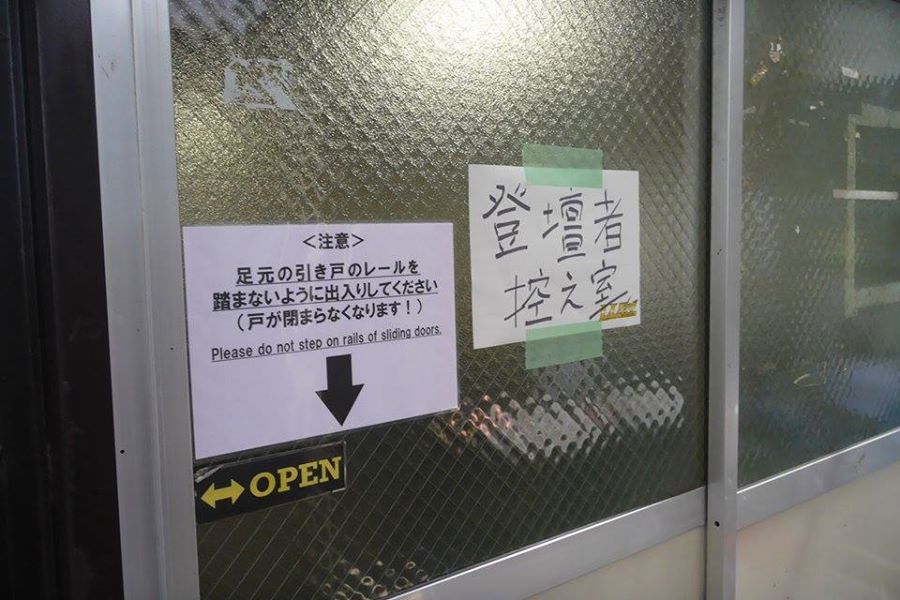 <注意>
足元の引き戸のレールを
踏まないように出入りしてください
(戸が閉まらなくなります!)
Please do not step on rails of sliding doors.
OPEN
登壇者
控え室